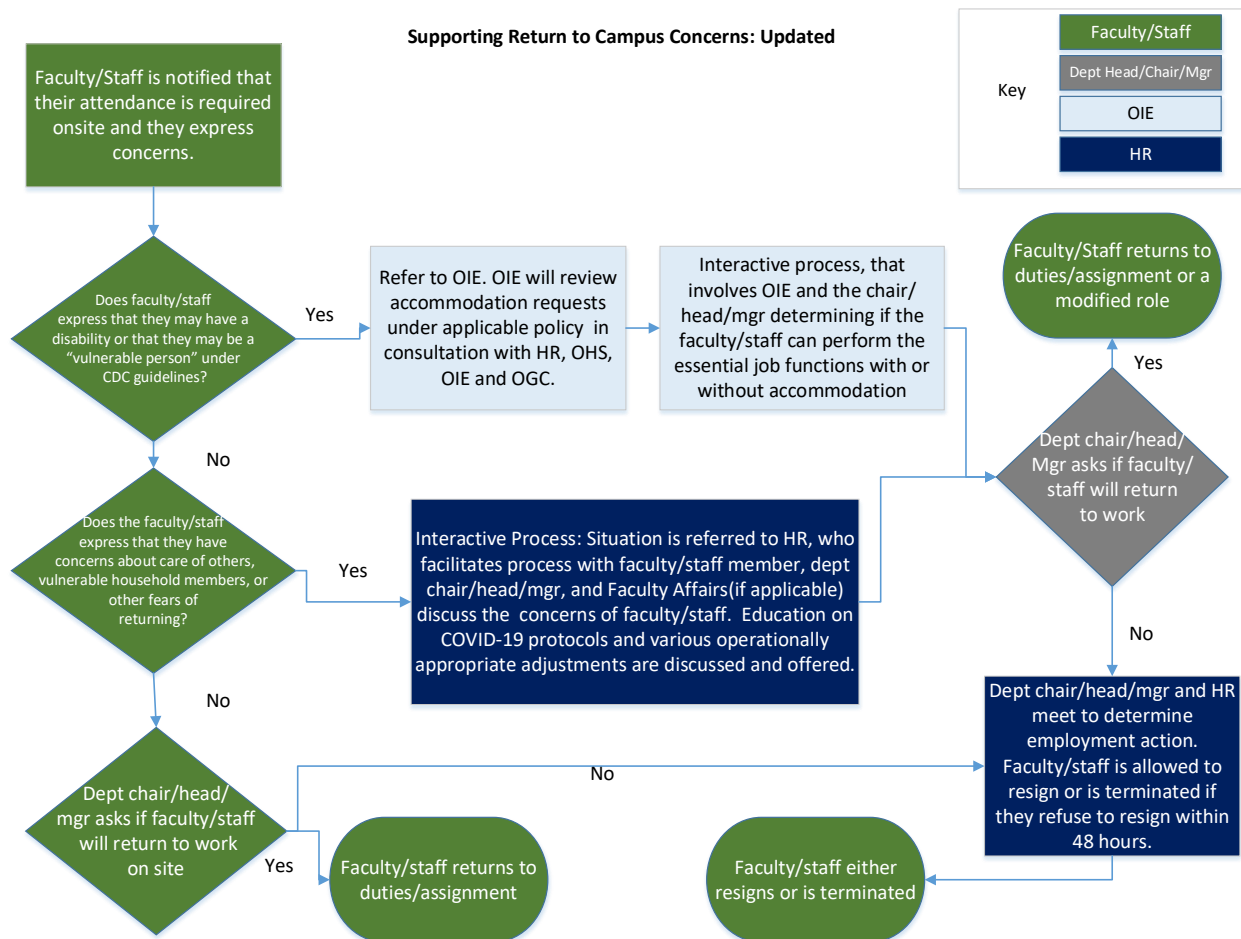 Supporting Return to Campus Concerns: Updated
Key
Faculty/Staff
Dept Head/Chair/Mgr
OIE
HR
Faculty/Staff is notified that
their attendance is required
onsite and they express
concerns.
Does faculty/staff
express that they may have a
disability or that they may be a
“vulnerable person” under
CDC guidelines?
Yes
Refer to OIE. OIE will review
accommodation requests
under applicable policy in
consultation with HR, OHS,
OIE and OGC.
Interactive process, that
involves OIE and the chair/
head/mgr determining if the
faculty/staff can perform the
essential job functions with or
without accommodation
Faculty/Staff returns to
duties/assignment or a
modified role
Yes
Dept chair/head/
Mgr asks if faculty/
staff will return
to work
No
No
Does the faculty/staff
express that they have
concerns about care of others,
vulnerable household members, or
other fears of
returning?
Yes
Interactive Process: Situation is referred to HR, who
facilitates process with faculty/staff member, dept
chair/head/mgr, and Faculty Affairs(if applicable)
discuss the concerns of faculty/staff. Education on
COVID-19 protocols and various operationally
appropriate adjustments are discussed and offered.
No
Dept chair/head/mgr and HR
meet to determine
employment action.
Faculty/staff is allowed to
resign or is terminated if
they refuse to resign within
48 hours.
Dept chair/head/
mgr asks if faculty/staff
will return to work
on site
No
Yes
Faculty/staff returns to
duties/assignment
Faculty/staff either
resigns or is terminated